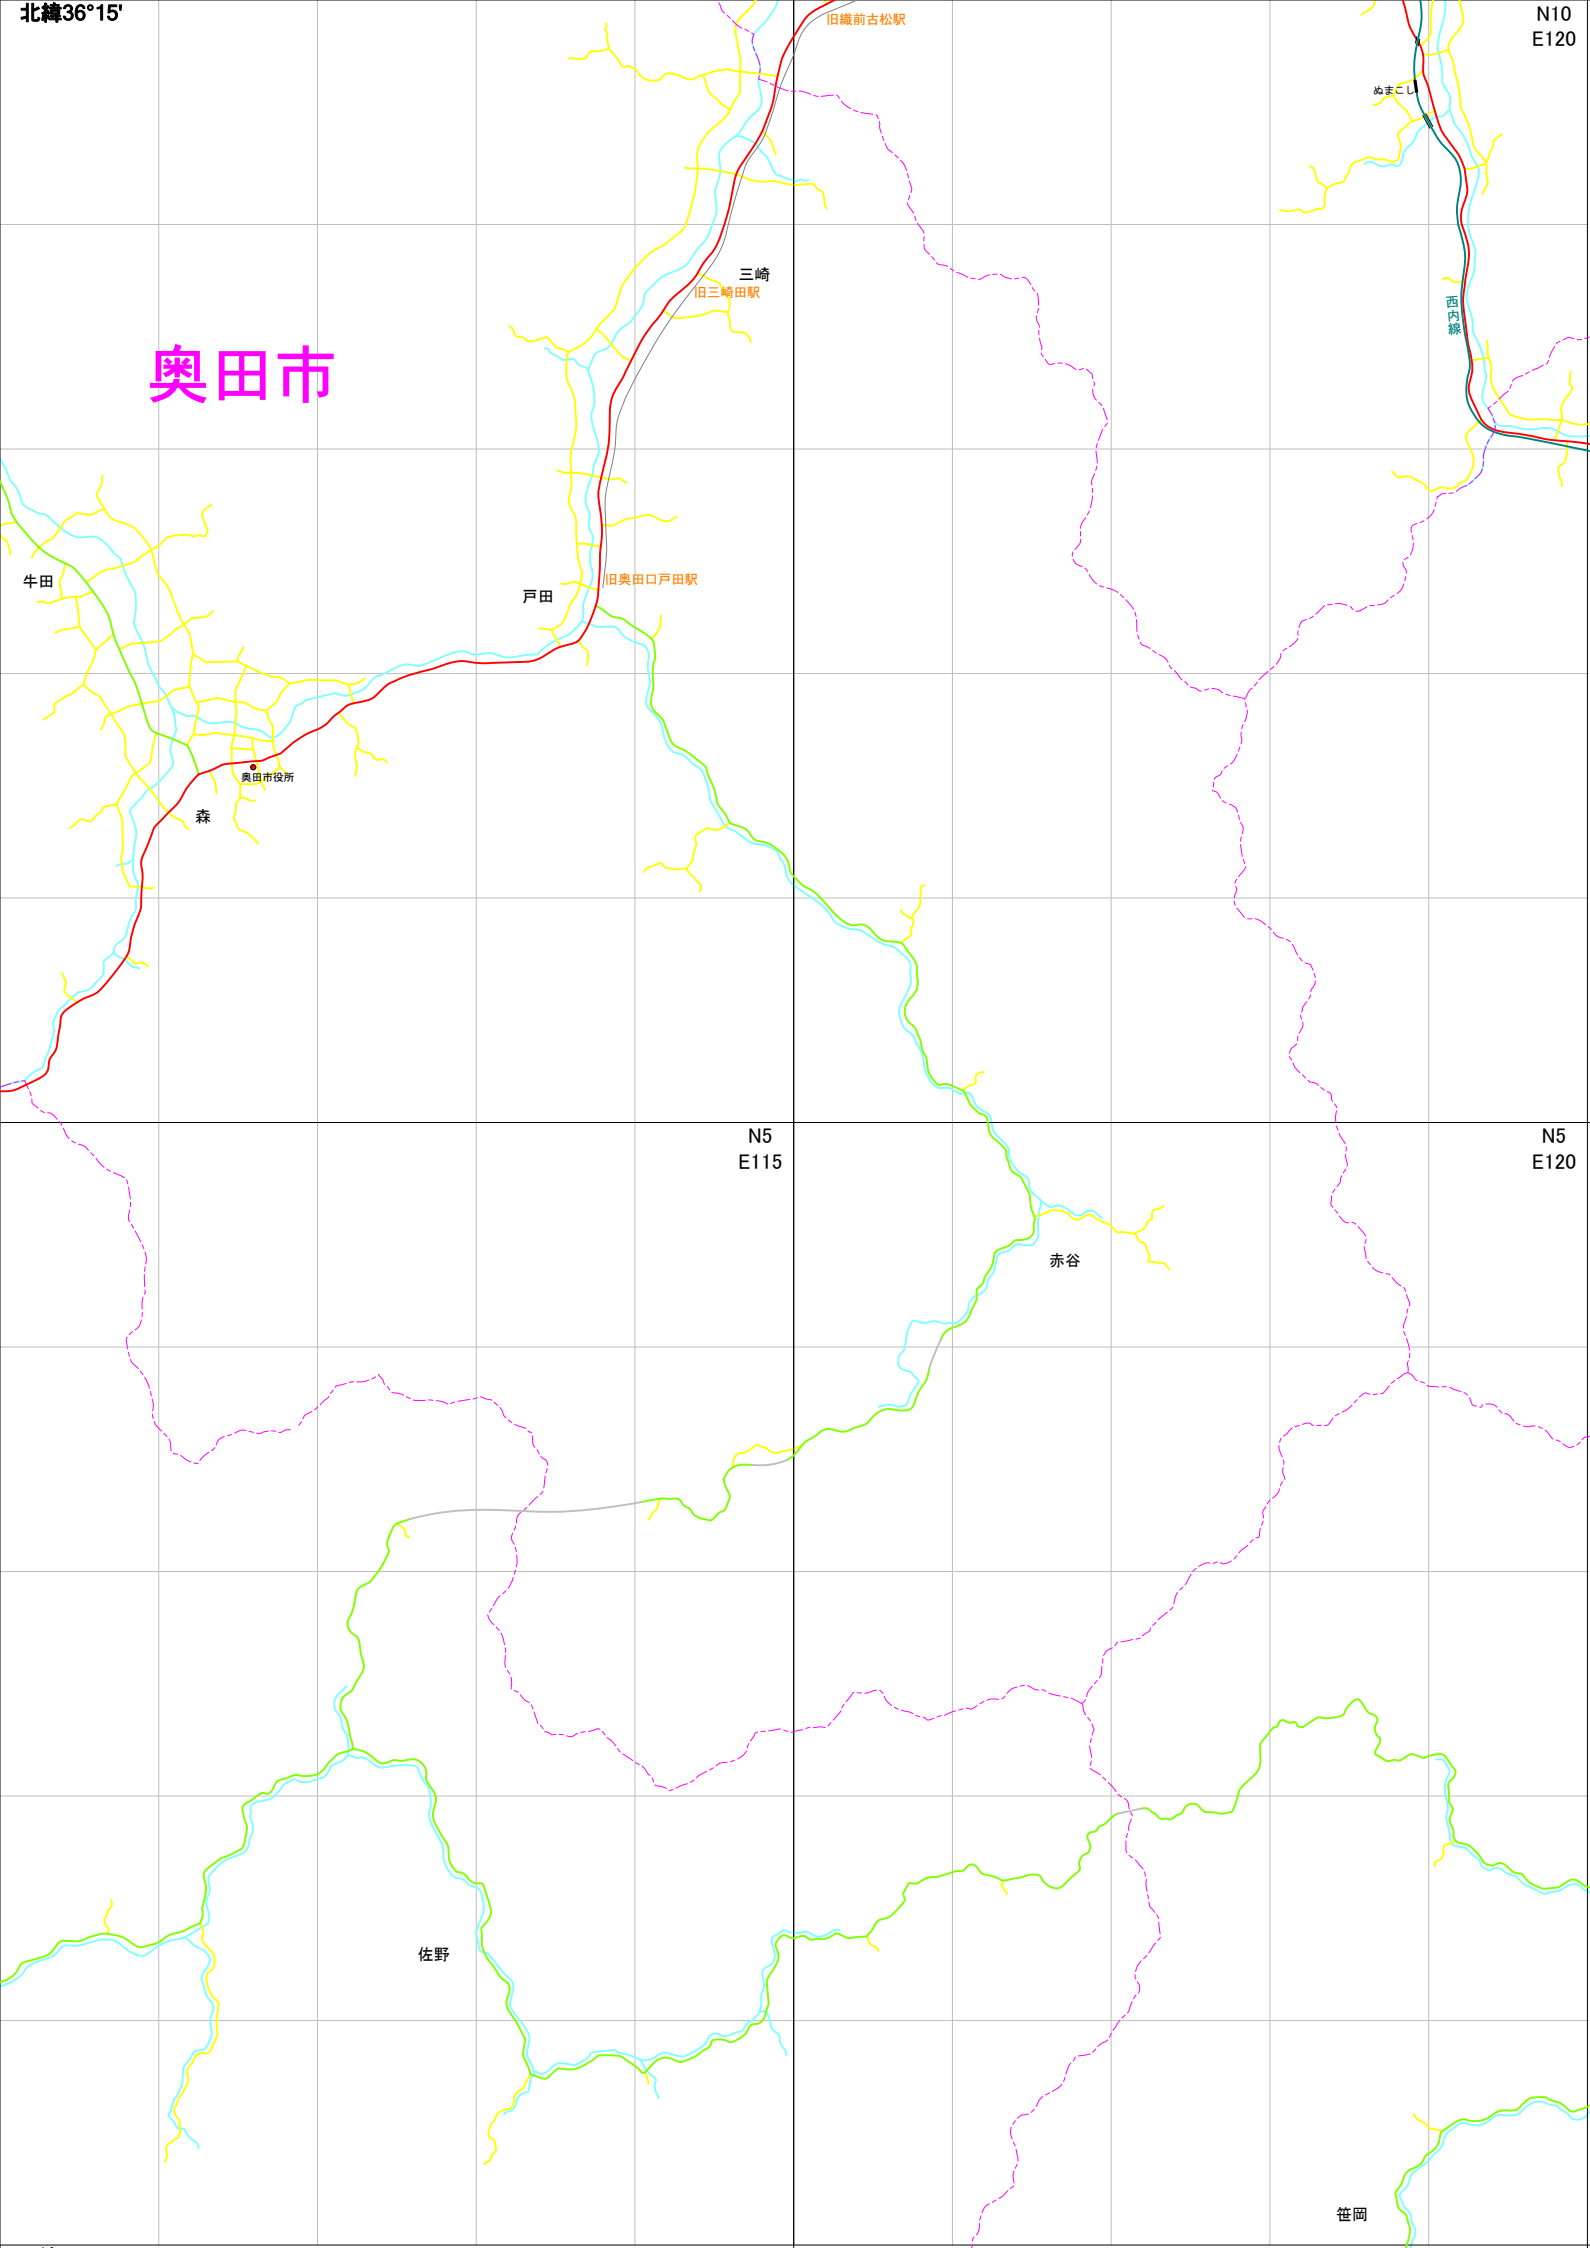 北緯36°15'
旧織前古松駅
N10
E120
ぬまこし
三崎
旧三崎田駅
西内線
奥田市
牛田
戸田
旧奥田口戸田駅
奥田市役所
森
N5
E115
N5
E120
赤谷
佐野
笹岡